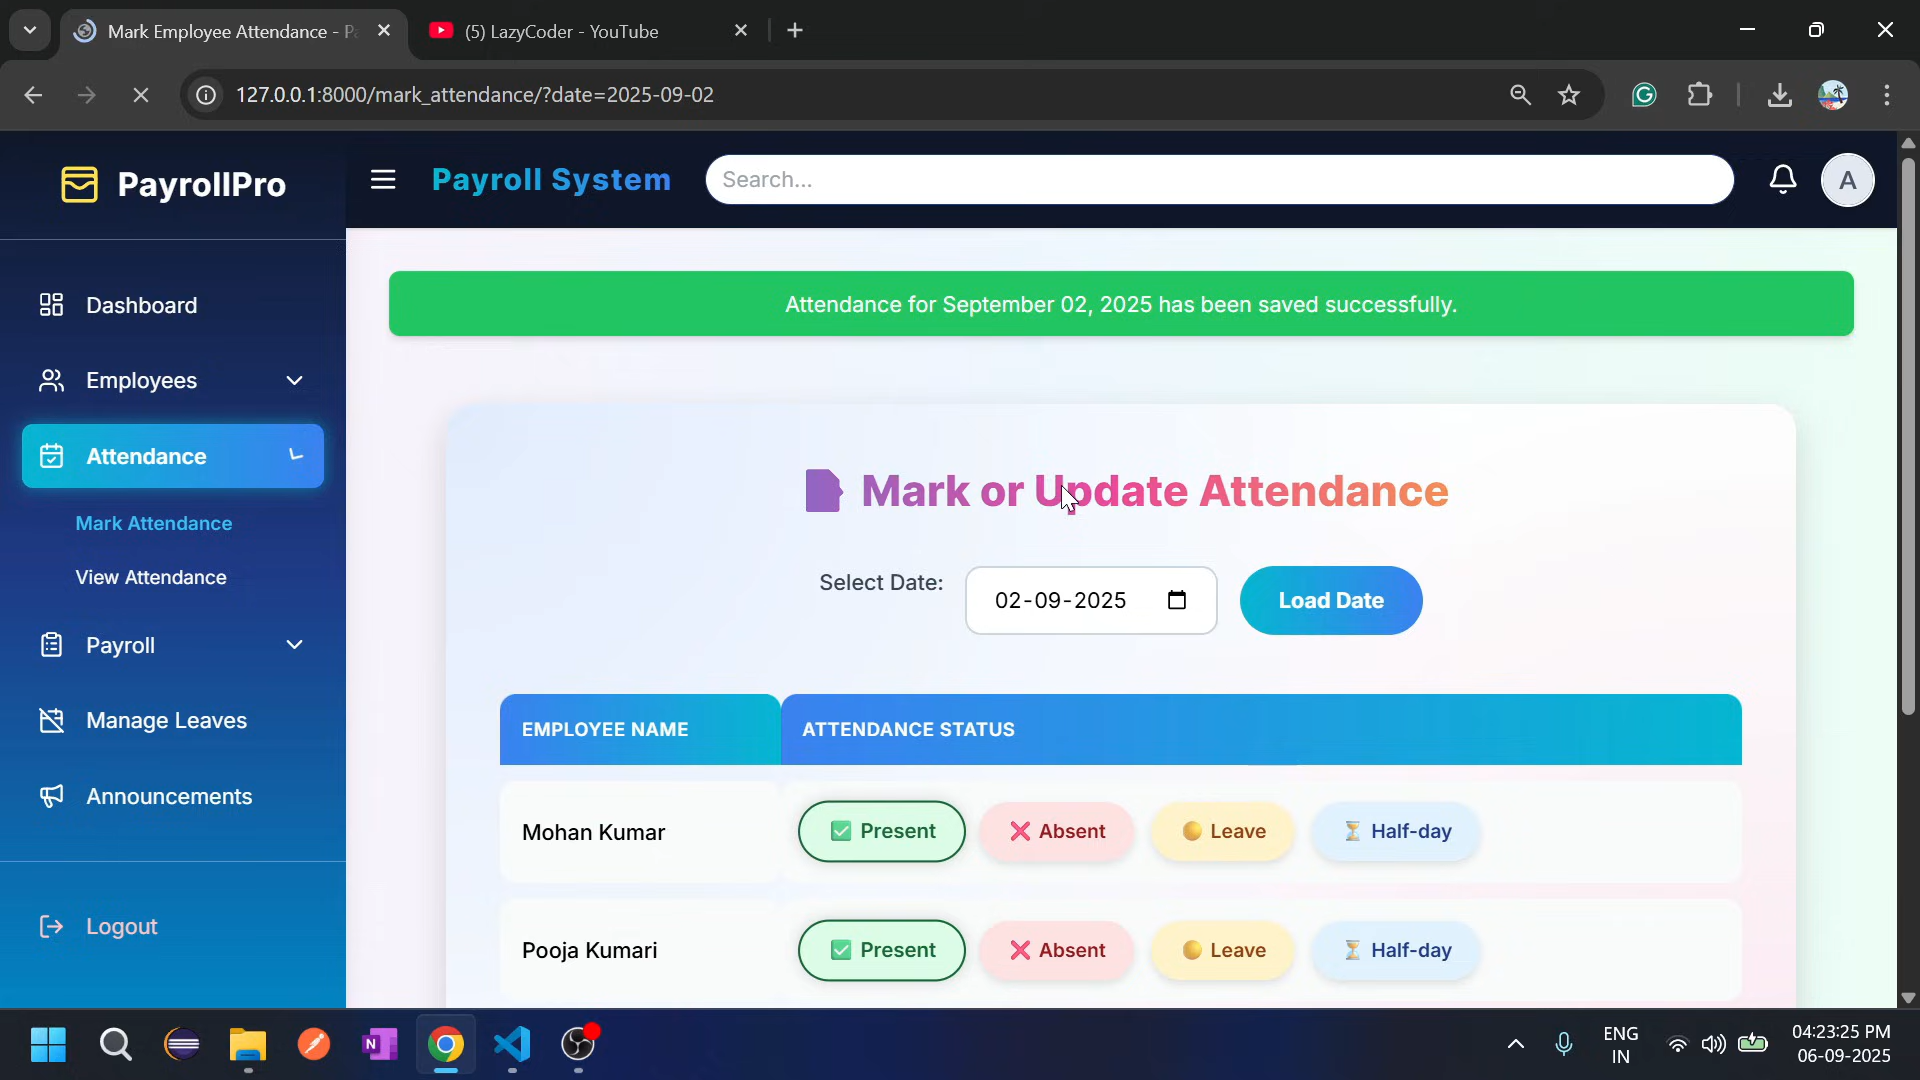 Mark Employee Attendance - Pa
(5) LazyCoder - YouTube
127.0.0.1:8000/mark_attendance/?date=2025-09-02
PayrollPro
Payroll System
Search...
A
Dashboard
Employees
Attendance
Mark Attendance
View Attendance
Payroll
Manage Leaves
Announcements
Logout
Attendance for September 02, 2025 has been saved successfully.
Mark or Update Attendance
Select Date:
02-09-2025
Load Date
EMPLOYEE NAME
ATTENDANCE STATUS
Mohan Kumar
Present
Absent
Leave
Half-day
Pooja Kumari
Present
Absent
Leave
Half-day
N
ENG
IN
04:23:25 PM
06-09-2025